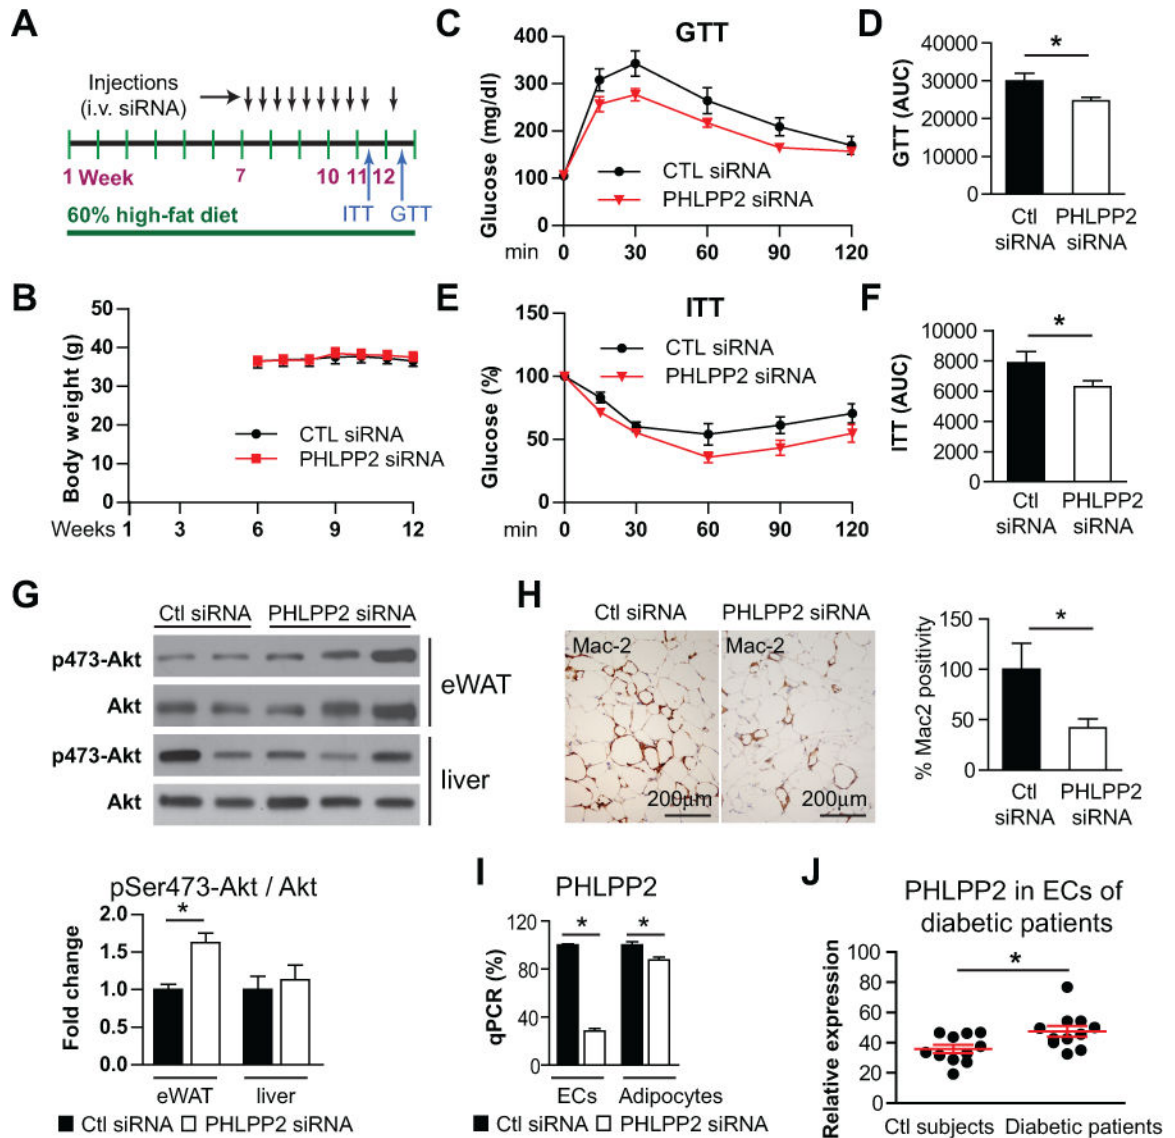 A
Injections
(i.v. siRNA)
1 Week 7 10 11 12
ITT GTT
60% high-fat diet
B
Body weight (g)
50
40
30
20
10
0
CTL siRNA
PHLPP2 siRNA
Weeks 1 3 6 9 12
C
GTT
Glucose (mg/dl)
400
300
200
100
0
CTL siRNA
PHLPP2 siRNA
min 0 30 60 90 120
D
GTT (AUC)
40000
30000
20000
10000
0
*
Ctl siRNA
PHLPP2 siRNA
E
ITT
Glucose (%)
150
100
50
0
CTL siRNA
PHLPP2 siRNA
min 0 30 60 90 120
F
ITT (AUC)
10000
8000
6000
4000
2000
0
*
Ctl siRNA
PHLPP2 siRNA
G
Ctl siRNA PHLPP2 siRNA
p473-Akt
Akt
eWAT
p473-Akt
Akt
liver
pSer473-Akt / Akt
Fold change
2.0
1.5
1.0
0.5
0.0
*
eWAT liver
Ctl siRNA PHLPP2 siRNA
H
Ctl siRNA PHLPP2 siRNA
Mac-2 Mac-2
200µm 200µm
% Mac2 positivity
150
100
50
0
*
Ctl siRNA
PHLPP2 siRNA
I
PHLPP2
qPCR (%)
120
80
40
0
* *
ECs Adipocytes
Ctl siRNA PHLPP2 siRNA
J
PHLPP2 in ECs of
diabetic patients
Relative expression
100
80
60
40
20
0
*
Ctl subjects Diabetic patients